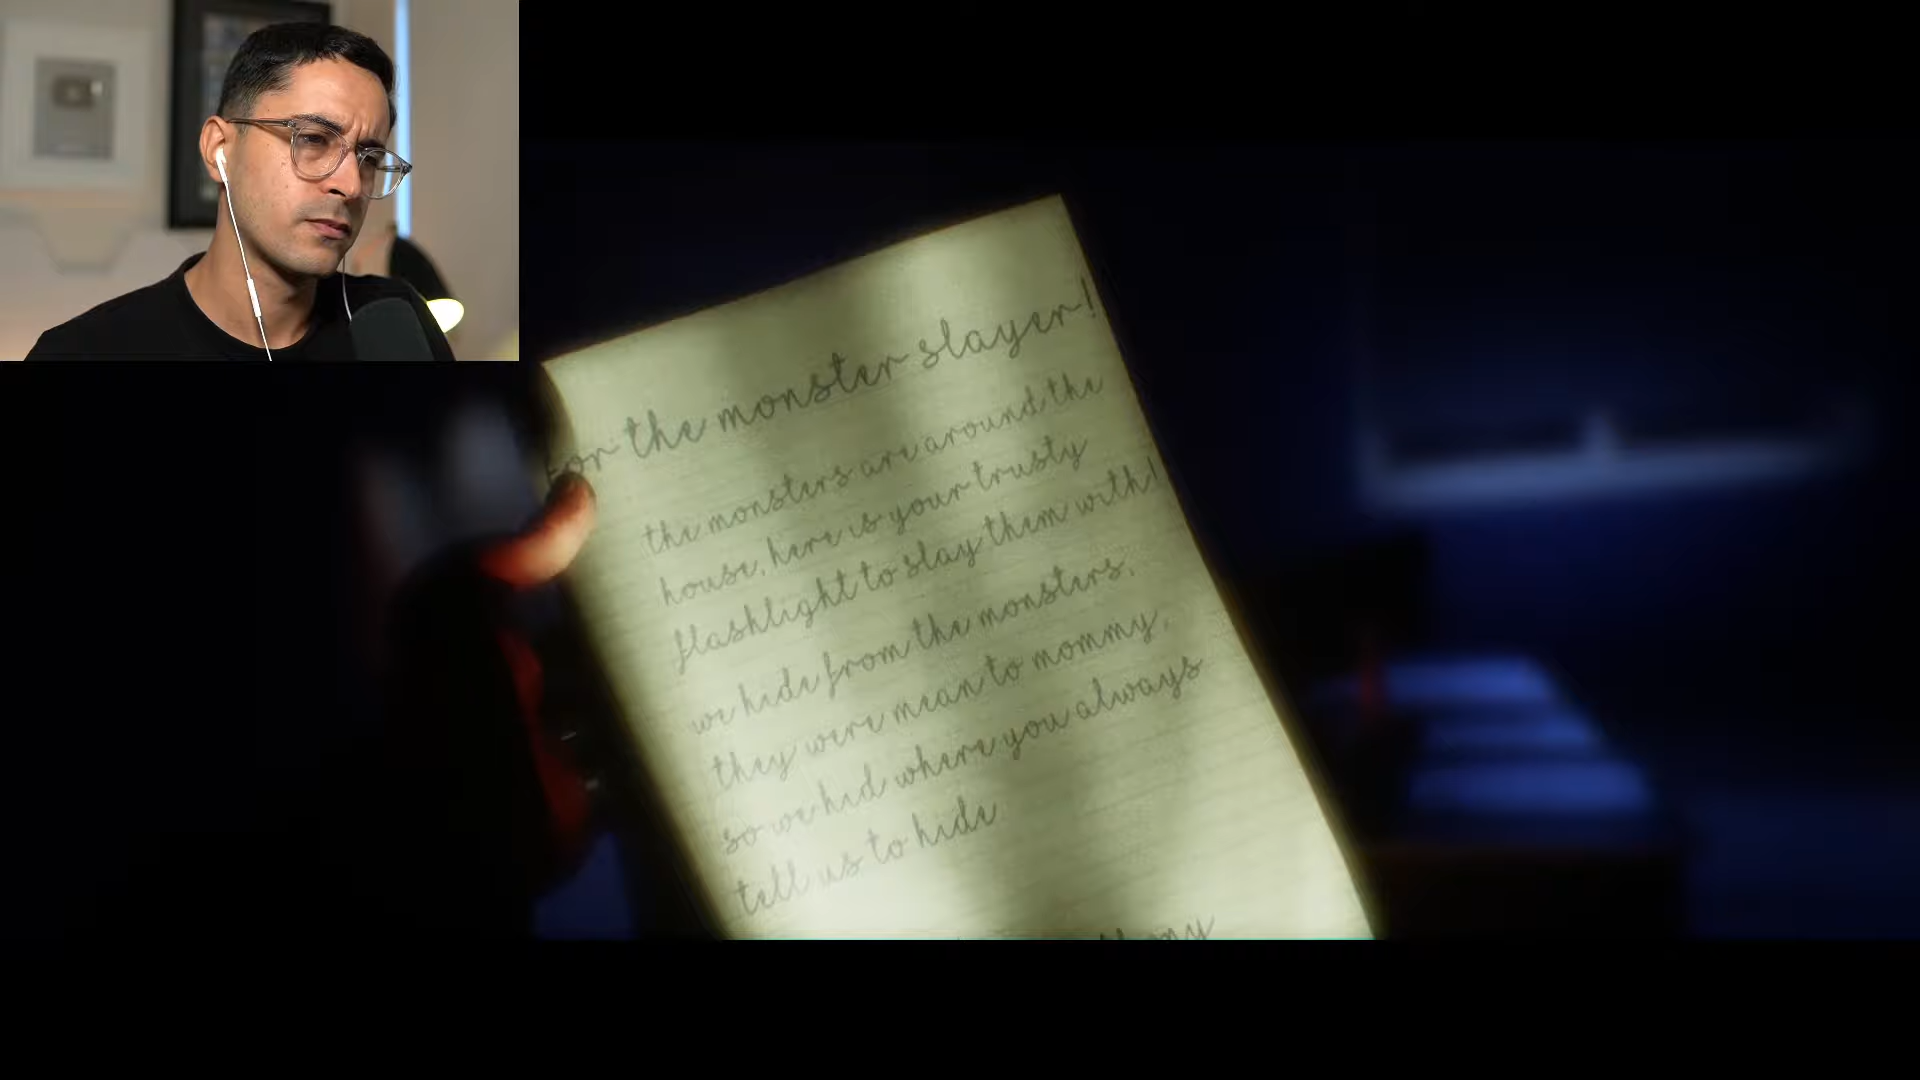 for the monster slayer!
the monsters are around the
house, here is your trusty
flashlight to slay them with!
we hide from the monsters,
they were mean to mommy,
so we hid where you always
tell us to hide